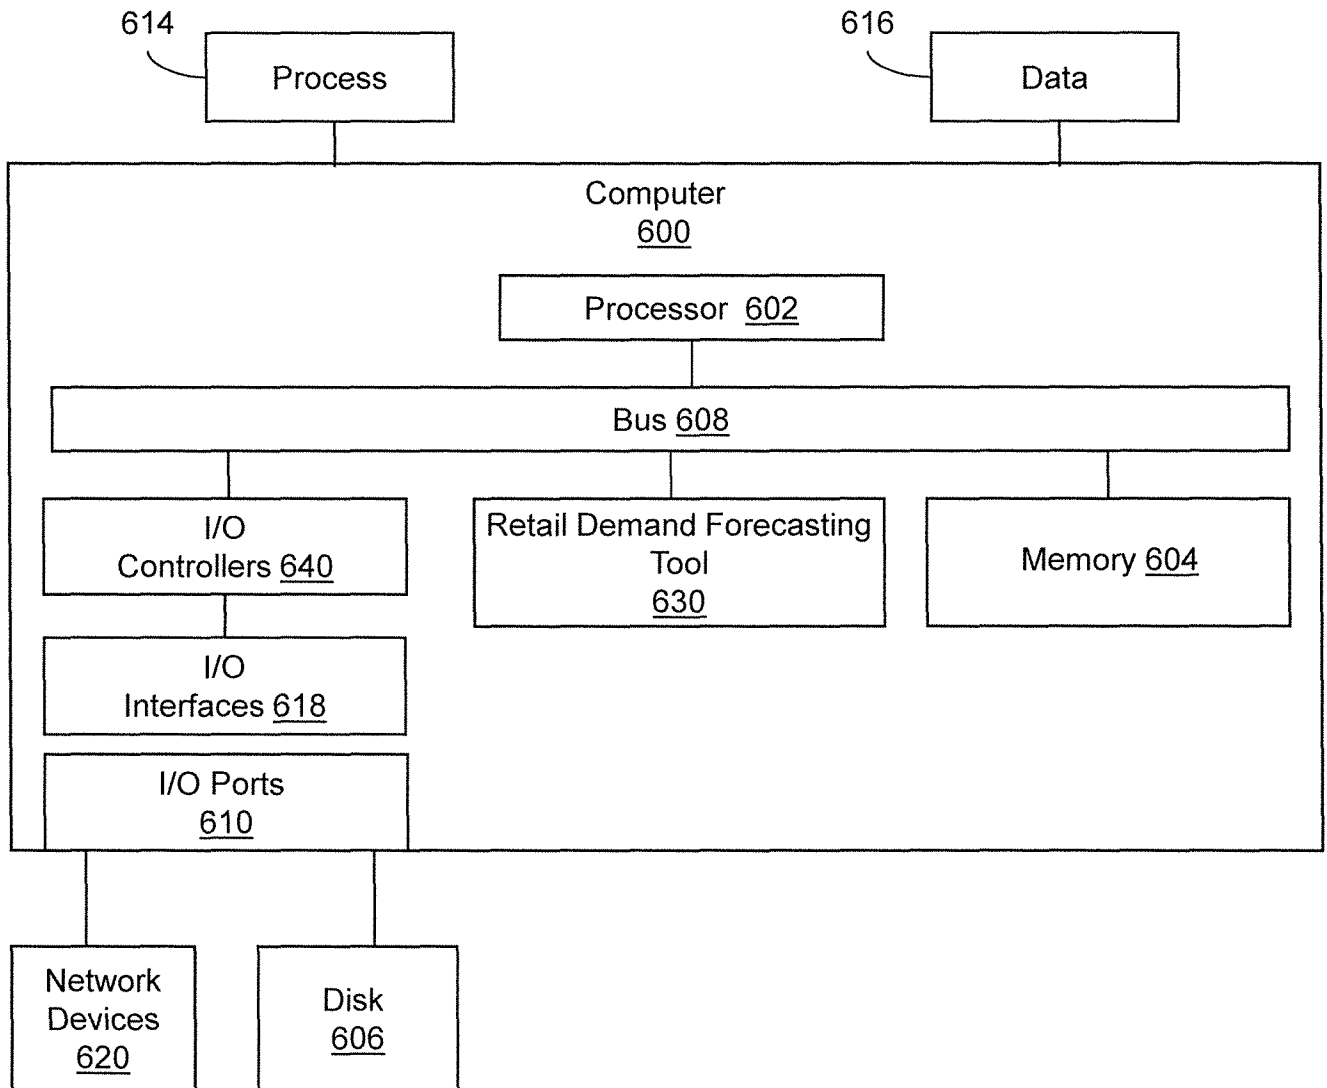 614
Process
616
Data
Computer
600
Processor 602
Bus 608
I/O
Controllers 640
Retail Demand Forecasting
Tool
630
Memory 604
I/O
Interfaces 618
I/O Ports
610
Network
Devices
620
Disk
606